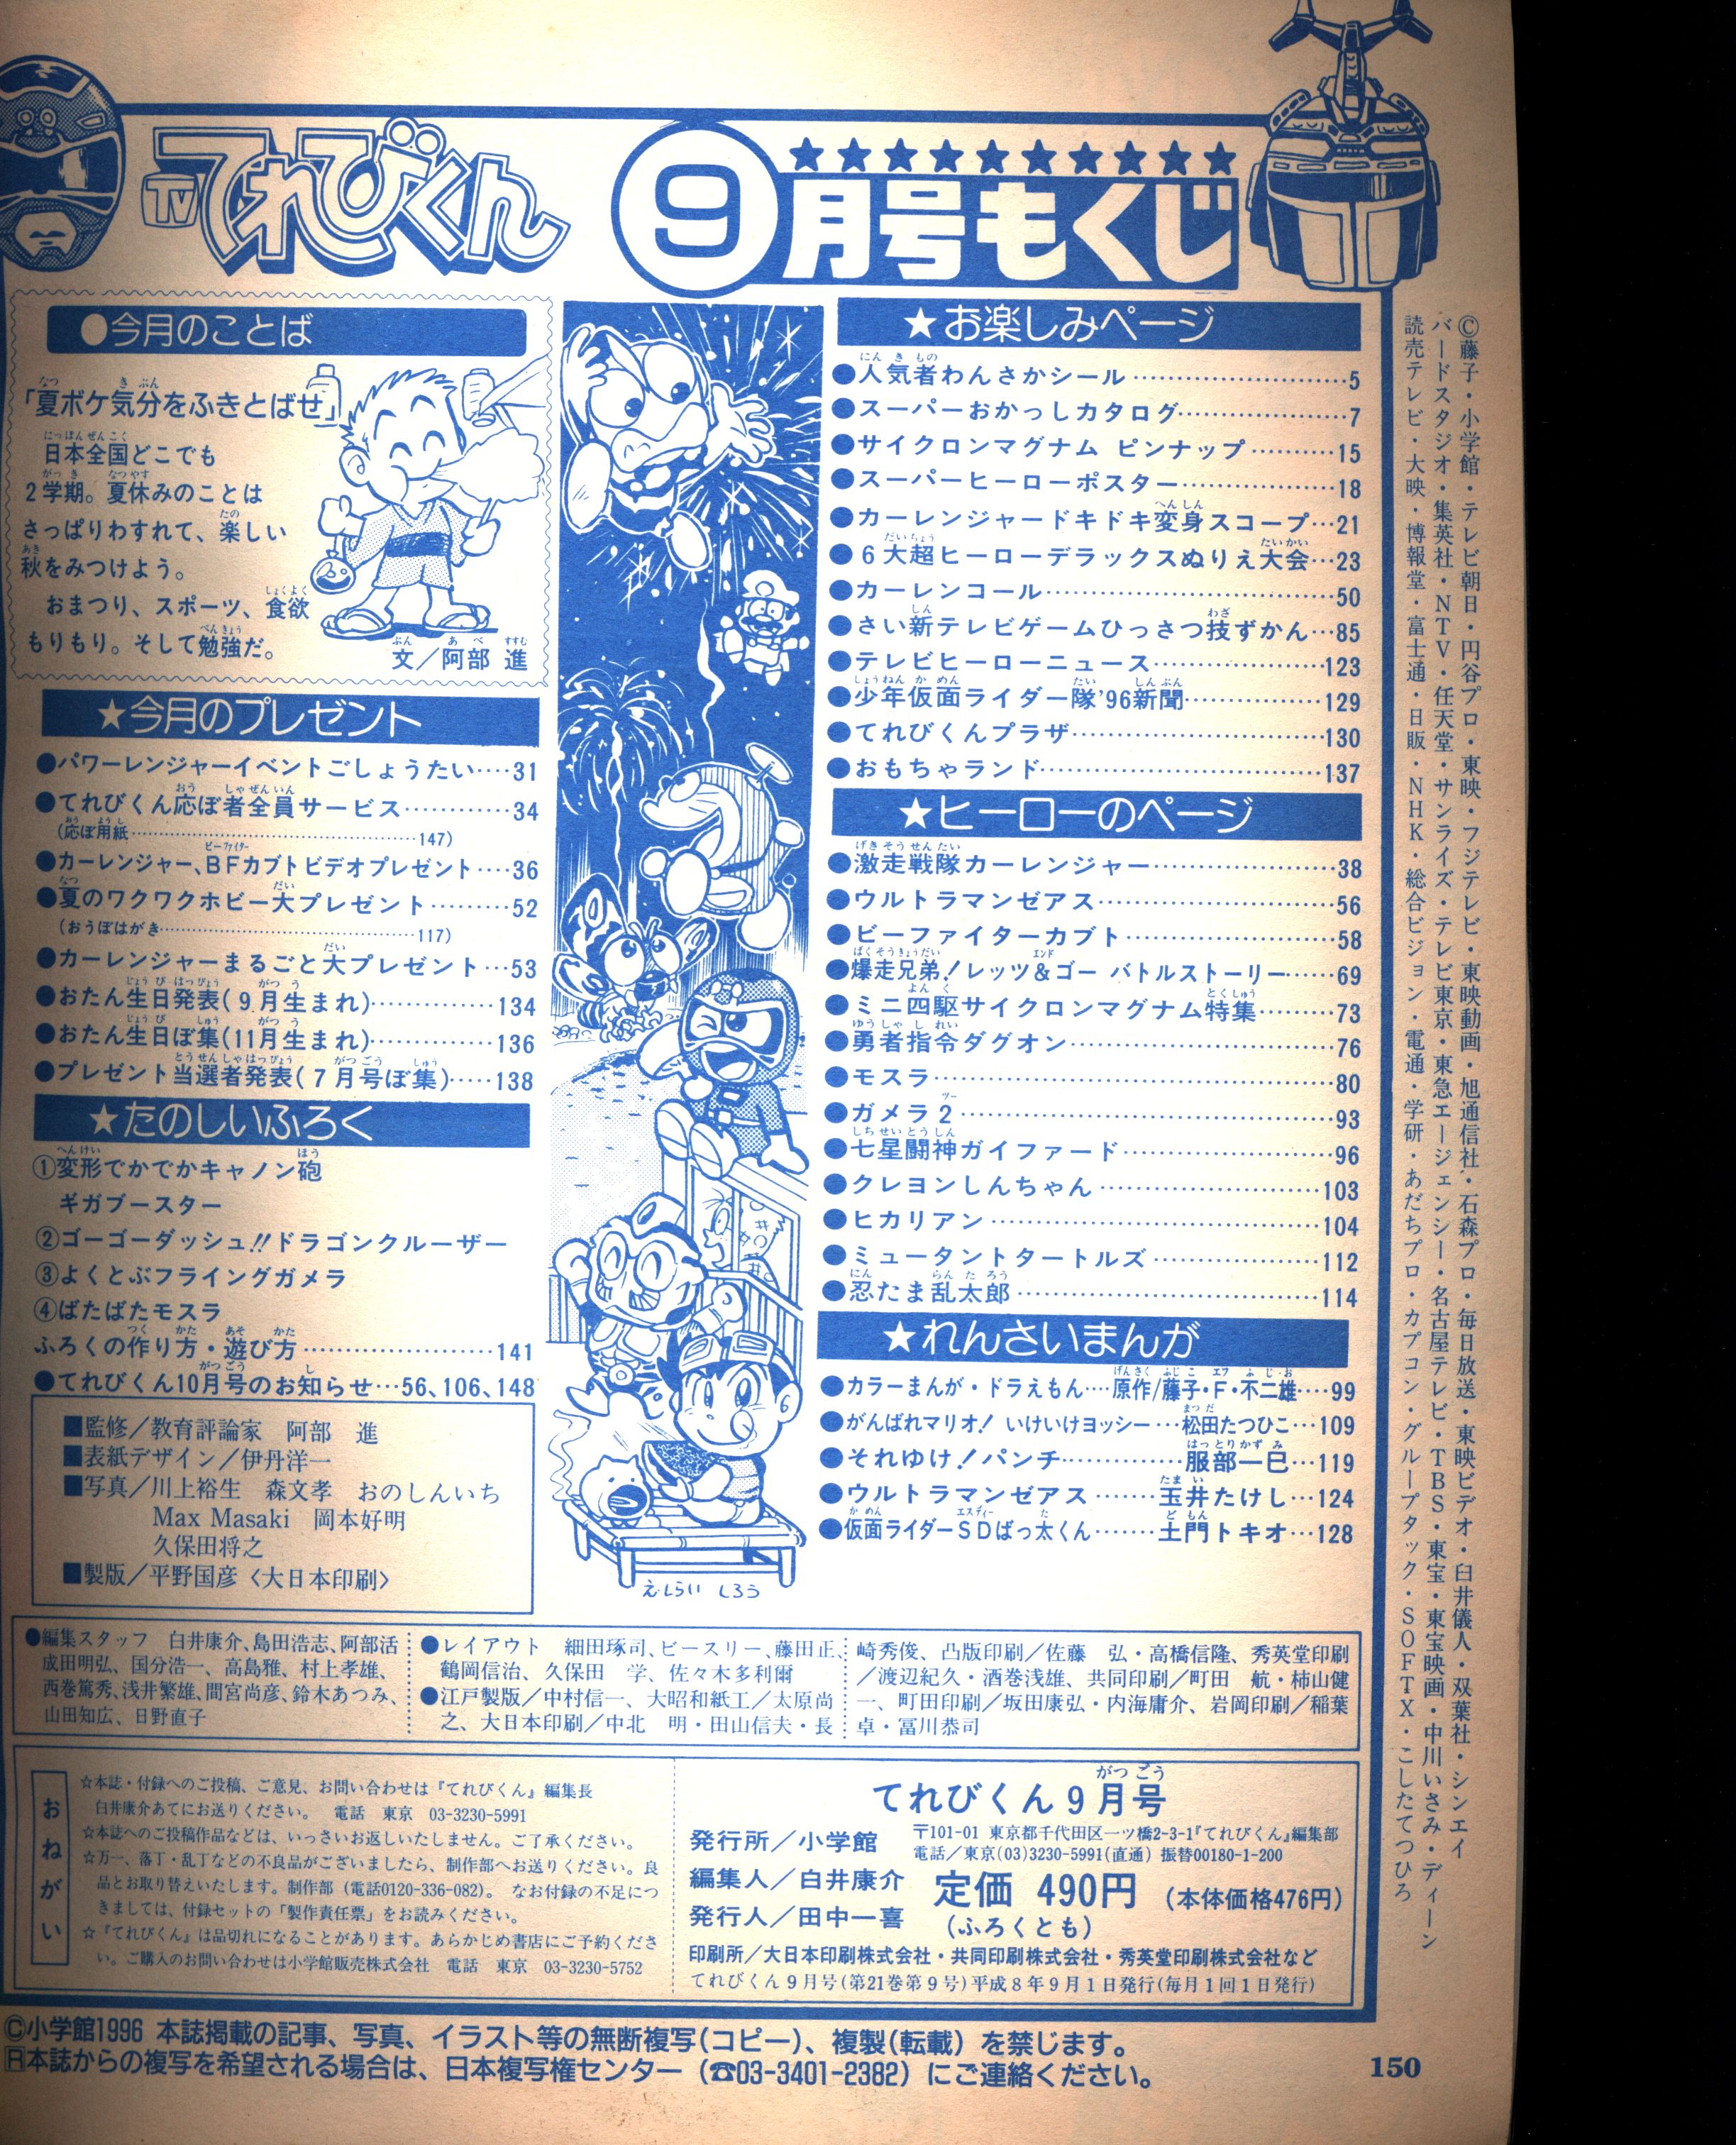 TVてれびくん
9月号もくじ
●今月のことば
「夏ボケ気分をふきとばせ」
日本全国どこでも
2学期。夏休みのことは
さっぱりわすれて、楽しい
秋をみつけよう。
おまつり、スポーツ、食欲
もりもり。そして勉強だ。
文／阿部 進
★今月のプレゼント
●パワーレンジャーイベントごしょうたい····31
●てれびくん応ぼ者全員サービス············34
(応ぼ用紙············147)
●カーレンジャー、BFカブトビデオプレゼント····36
●夏のワクワクホビー大プレゼント·········52
(おうぼはがき············117)
●カーレンジャーまるごと大プレゼント···53
●おたん生日発表(9月生まれ)············134
●おたん生日ぼ集(11月生まれ)············136
●プレゼント当選者発表(7月号ぼ集)·····138
★たのしいふろく
①変形でかでかキャノン砲
ギガブースター
②ゴーゴーダッシュ!!ドラゴンクルーザー
③よくとぶフライングガメラ
④ばたばたモスラ
ふろくの作り方・遊び方············141
●てれびくん10月号のお知らせ···56、106、148
■監修／教育評論家 阿部 進
■表紙デザイン／伊丹洋一
■写真／川上裕生 森文孝 おのしんいち
Max Masaki 岡本好明
久保田将之
■製版／平野国彦〈大日本印刷〉
えしらい しろう
★お楽しみページ
●人気者わんさかシール············5
●スーパーおかっしカタログ············7
●サイクロンマグナム ピンナップ·········15
●スーパーヒーローポスター············18
●カーレンジャードキドキ変身スコープ···21
●6大超ヒーローデラックスぬりえ大会···23
●カーレンコール············50
●さい新テレビゲームひっさつ技ずかん···85
●テレビヒーローニュース············123
●少年仮面ライダー隊'96新聞············129
●てれびくんプラザ············130
●おもちゃランド············137
★ヒーローのページ
●激走戦隊カーレンジャー············38
●ウルトラマンゼアス············56
●ビーファイターカブト············58
●爆走兄弟!レッツ&ゴー バトルストーリー······69
●ミニ四駆サイクロンマグナム特集·········73
●勇者指令ダグオン············76
●モスラ············80
●ガメラ2············93
●七星闘神ガイファード············96
●クレヨンしんちゃん············103
●ヒカリアン············104
●ミュータントタートルズ············112
●忍たま乱太郎············114
★れんさいまんが
●カラーまんが・ドラえもん····原作/藤子・F・不二雄····99
●がんばれマリオ! いけいけヨッシー···松田たつひこ···109
●それゆけ!パンチ············服部一巳···119
●ウルトラマンゼアス·······玉井たけし···124
●仮面ライダーSDばっ太くん·······土門トキオ···128
©藤子・小学館・テレビ朝日・円谷プロ・東映・フジテレビ・東映動画・旭通信社・石森プロ・毎日放送・東映ビデオ・臼井儀人・双葉社・シンエイ
バードスタジオ・集英社・NTV・任天堂・サンライズ・テレビ東京・東急エージェンシー・名古屋テレビ・TBS・東宝・東宝映画・中川いさみ・ディーン
読売テレビ・大映・博報堂・富士通・日販・NHK・総合ビジョン・電通・学研・あだちプロ・カプコン・グループタック・SOFTX・こしたてつひろ
●編集スタッフ 白井康介、島田浩志、阿部活
成田明弘、国分浩一、高島雅、村上孝雄、
西巻篤秀、浅井繁雄、間宮尚彦、鈴木あつみ、
山田知広、日野直子
●レイアウト 細田琢司、ビースリー、藤田正、
鶴岡信治、久保田 学、佐々木多利爾
●江戸製版／中村信一、大昭和紙工／太原尚
之、大日本印刷／中北 明・田山信夫・長
崎秀俊、凸版印刷／佐藤 弘・高橋信隆、秀英堂印刷
／渡辺紀久・酒巻浅雄、共同印刷／町田 航・柿山健
一、町田印刷／坂田康弘・内海庸介、岩岡印刷／稲葉
卓・冨川恭司
おねがい
☆本誌・付録へのご投稿、ご意見、お問い合わせは『てれびくん』編集長
白井康介あてにお送りください。 電話 東京 03-3230-5991
☆本誌へのご投稿作品などは、いっさいお返しいたしません。ご了承ください。
☆万一、落丁・乱丁などの不良品がございましたら、制作部へお送りください。良
品とお取り替えいたします。制作部（電話0120-336-082）。なお付録の不足につ
きましては、付録セットの「製作責任票」をお読みください。
☆『てれびくん』は品切れになることがあります。あらかじめ書店にご予約くださ
い。ご購入のお問い合わせは小学館販売株式会社 電話 東京 03-3230-5752
てれびくん9月号
発行所／小学館
〒101-01 東京都千代田区一ツ橋2-3-1『てれびくん』編集部
電話／東京(03)3230-5991(直通) 振替00180-1-200
編集人／白井康介
定価 490円 (本体価格476円)
発行人／田中一喜
(ふろくとも)
印刷所／大日本印刷株式会社・共同印刷株式会社・秀英堂印刷株式会社など
てれびくん9月号(第21巻第9号)平成8年9月1日発行(毎月1回1日発行)
©小学館1996 本誌掲載の記事、写真、イラスト等の無断複写(コピー)、複製(転載)を禁じます。
Ⓡ本誌からの複写を希望される場合は、日本複写権センター（☎03-3401-2382）にご連絡ください。
150